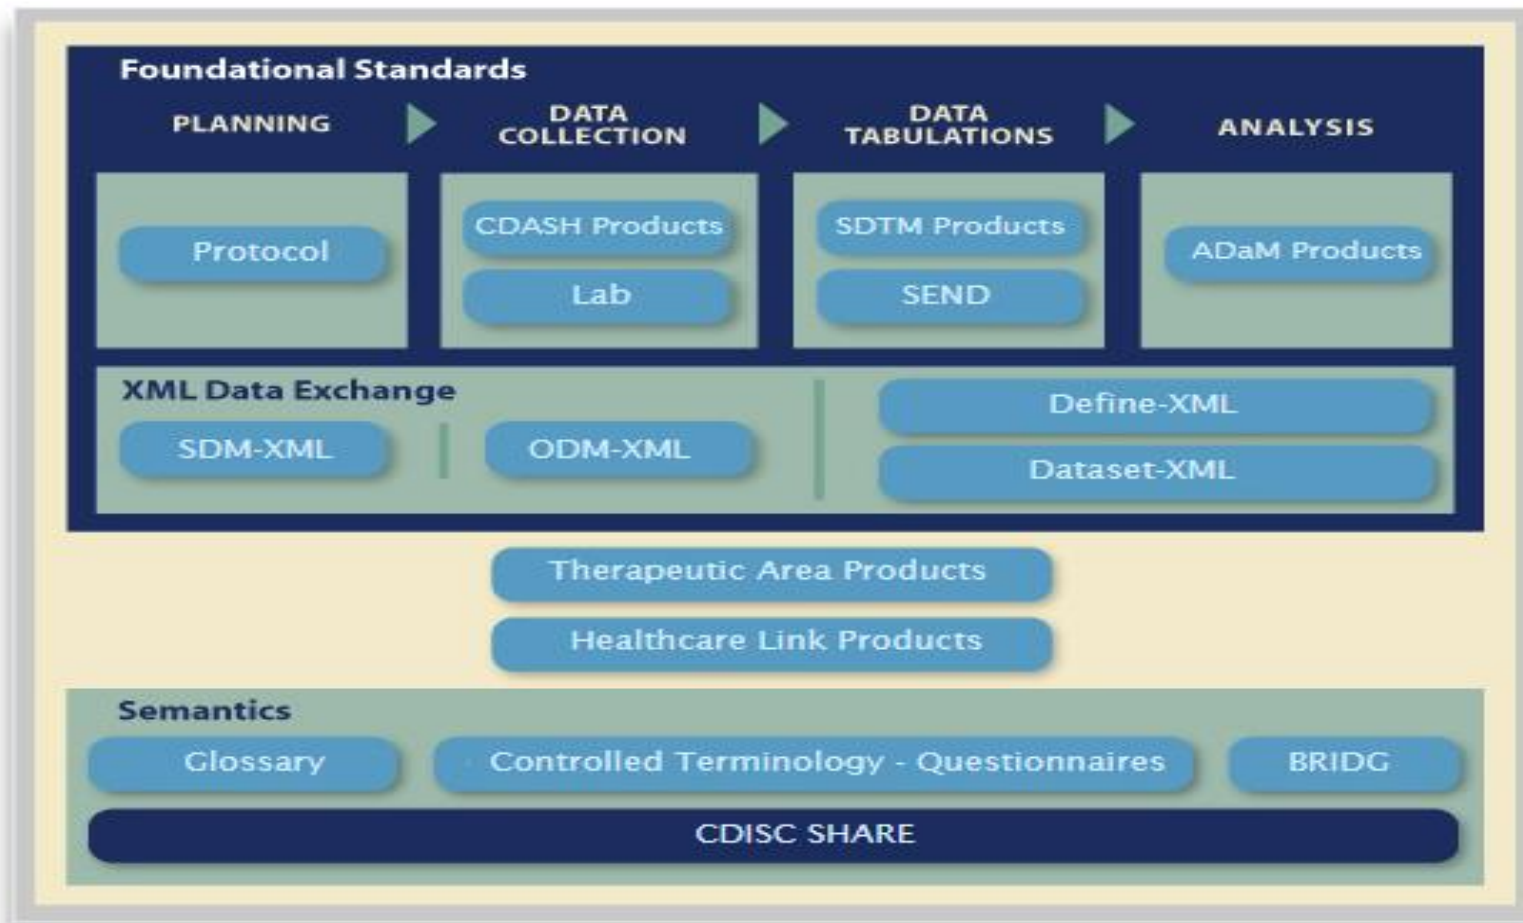 Foundational Standards
PLANNING
DATA
COLLECTION
DATA
TABULATIONS
ANALYSIS
Protocol
CDASH Products
Lab
SDTM Products
SEND
ADaM Products
XML Data Exchange
SDM-XML
ODM-XML
Define-XML
Dataset-XML
Therapeutic Area Products
Healthcare Link Products
Semantics
Glossary
Controlled Terminology - Questionnaires
BRIDG
CDISC SHARE